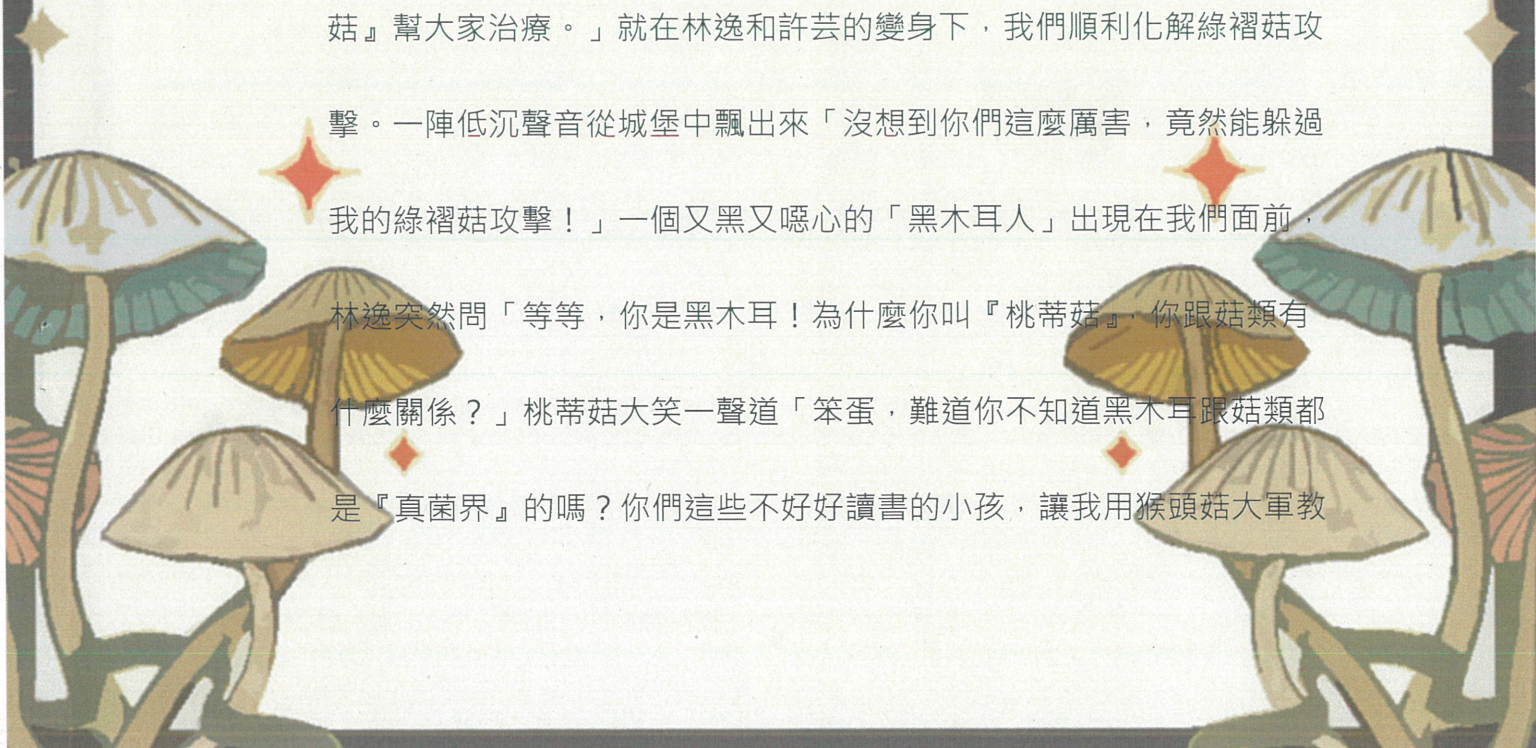 菇』幫大家治療。」就在林逸和許芸的變身下，我們順利化解綠褶菇攻
擊。一陣低沉聲音從城堡中飄出來「沒想到你們這麼厲害，竟然能躲過
我的綠褶菇攻擊！」一個又黑又噁心的「黑木耳人」出現在我們面前，
林逸突然問「等等，你是黑木耳！為什麼你叫『桃蒂菇』，你跟菇類有
什麼關係？」桃蒂菇大笑一聲道「笨蛋，難道你不知道黑木耳跟菇類都
是『真菌界』的嗎？你們這些不好好讀書的小孩，讓我用猴頭菇大軍教